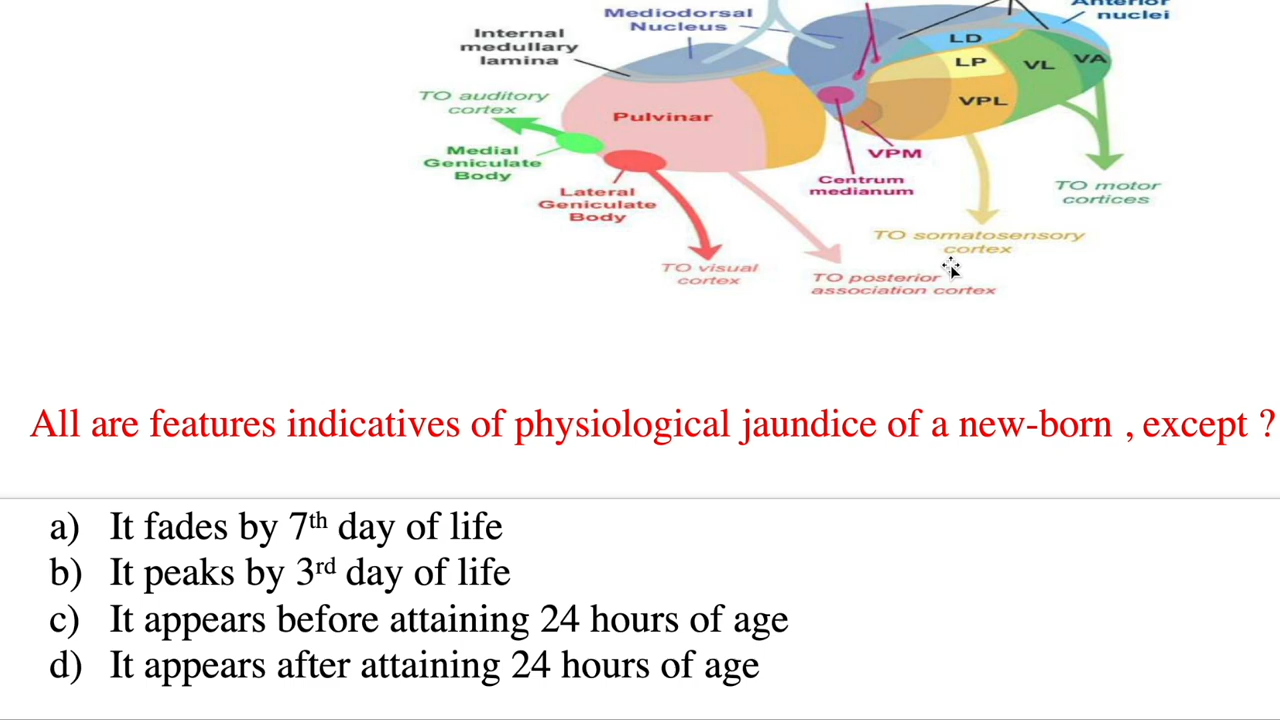 Mediodorsal
Nucleus
Anterior
nuclei
Internal
medullary
lamina
LD
LP
VL
VA
TO auditory
cortex
Pulvinar
VPL
Medial
Geniculate
Body
VPM
Lateral
Geniculate
Body
Centrum
medianum
TO motor
cortices
TO somatosensory
cortex
TO visual
cortex
TO posterior
association cortex
All are features indicatives of physiological jaundice of a new-born , except ?
a) It fades by 7th day of life
b) It peaks by 3rd day of life
c) It appears before attaining 24 hours of age
d) It appears after attaining 24 hours of age